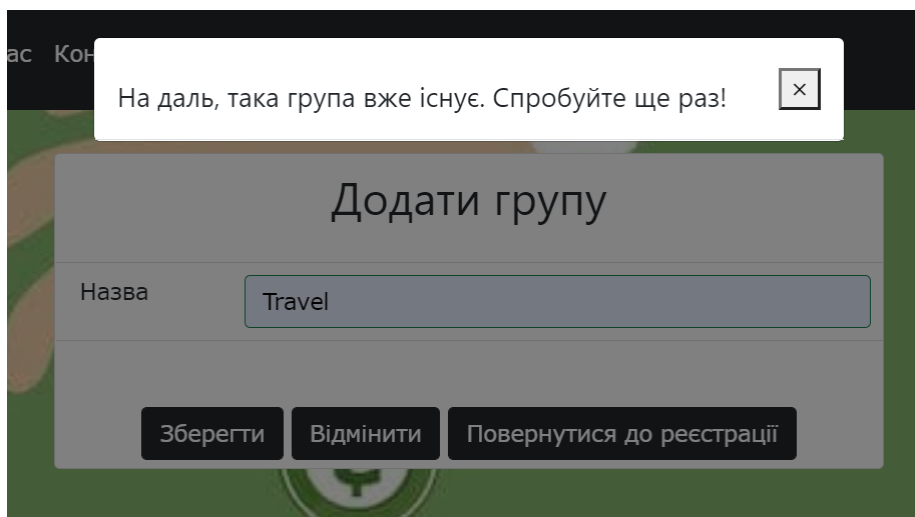 ас Кон
На даль, така група вже існує. Спробуйте ще раз! ×
Додати групу
Назва
Travel
Зберегти Відмінити Повернутися до реєстрації